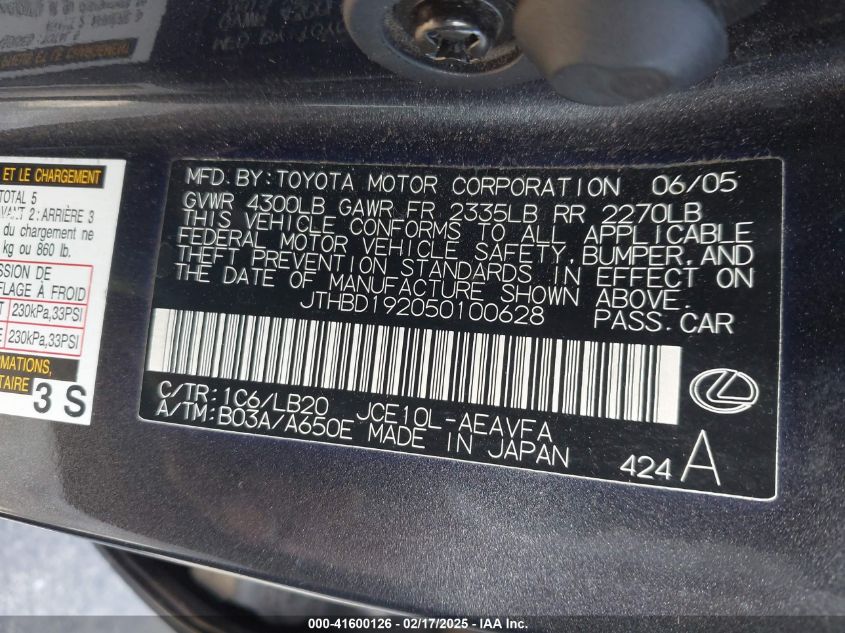 ET LE CHARGEMENT
TOTAL 5
AVANT 2: ARRIÈRE 3
du chargement ne
kg ou 860 lb.
SSION DE
FLAGE À FROID
230kPa,33PSI
230kPa,33PSI
MATIONS,
TAIRE
3 S
MFD. BY: TOYOTA MOTOR CORPORATION 06/05
GVWR 4300LB GAWR FR 2335LB RR 2270LB
THIS VEHICLE CONFORMS TO ALL APPLICABLE
FEDERAL MOTOR VEHICLE SAFETY, BUMPER, AND
THEFT PREVENTION STANDARDS IN EFFECT ON
THE DATE OF MANUFACTURE SHOWN ABOVE.
JTHBD192050100628 PASS. CAR
C/TR: 1C6/LB20 JCE10L-AEAVFA
A/TM: B03A/A650E MADE IN JAPAN
424 A
000-41600126 - 02/17/2025 - IAA Inc.